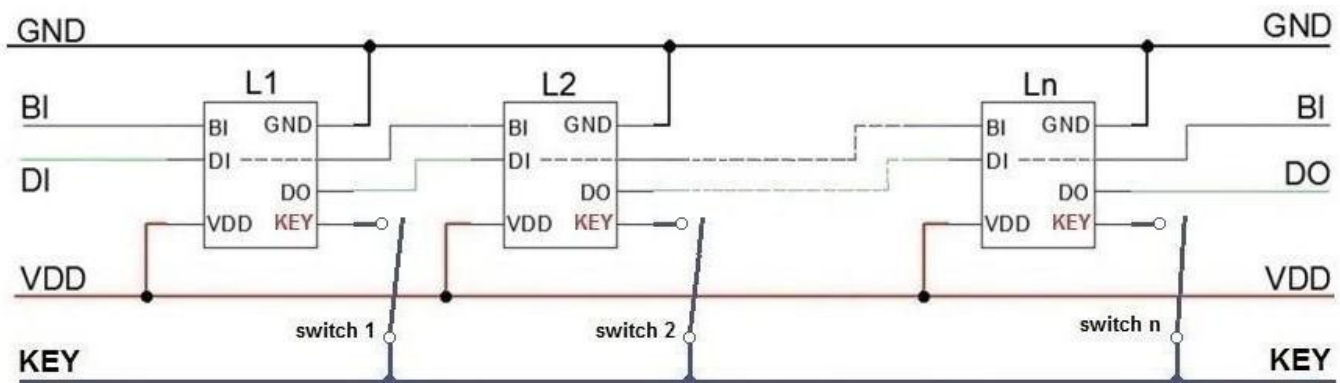 GND GND
L1 L2 Ln
BI BI
BI GND BI GND BI GND
DI DI DI
DI DO
DO DO DO
VDD KEY VDD KEY VDD KEY
VDD VDD
switch 1 switch 2 switch n
KEY KEY